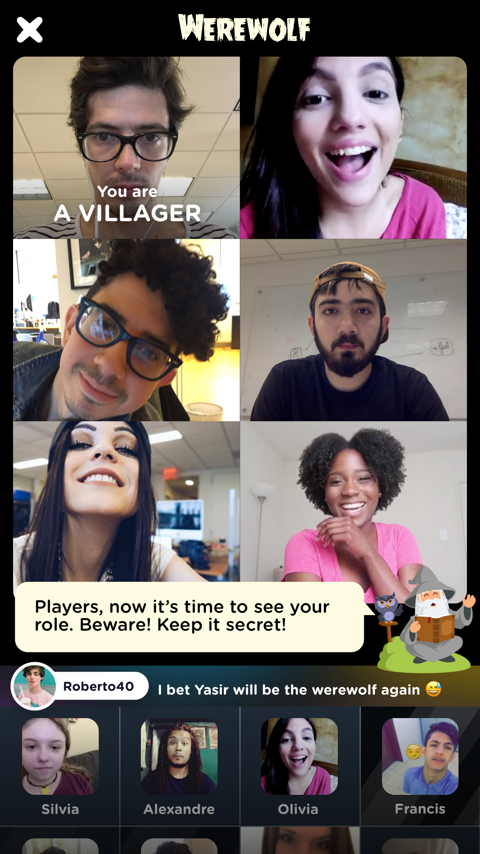 WEREWOLF
You are
A VILLAGER
Players, now it's time to see your
role. Beware! Keep it secret!
Roberto40
I bet Yasir will be the werewolf again 😅
Silvia
Alexandre
Olivia
Francis